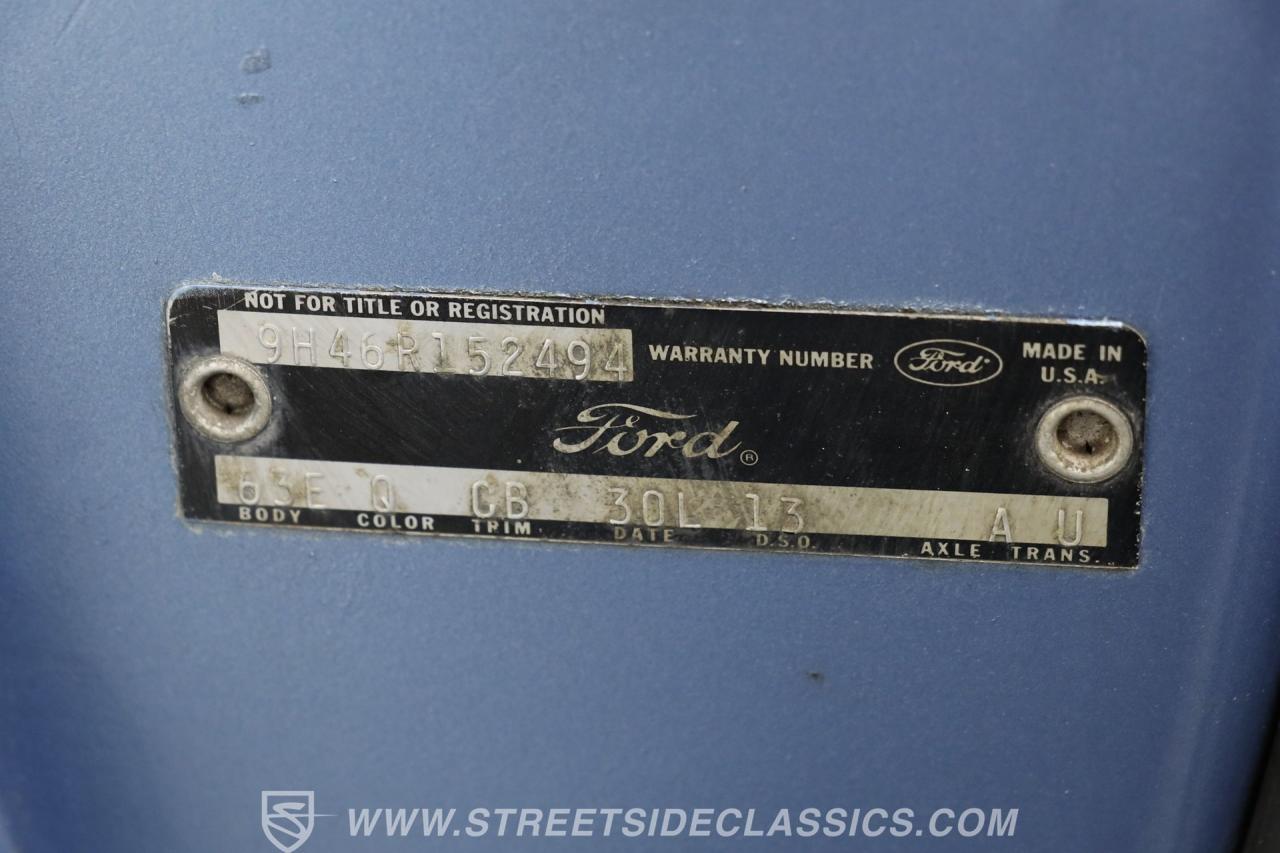 NOT FOR TITLE OR REGISTRATION
9H46R152494 WARRANTY NUMBER Ford MADE IN U.S.A.
Ford®
63E Q GB 30L 13 A U
BODY COLOR TRIM DATE D.S.O. AXLE TRANS.
WWW.STREETSIDECLASSICS.COM